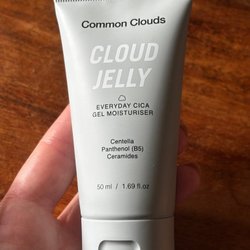 Common Clouds
CLOUD
JELLY
EVERYDAY CICA
GEL MOISTURISER
Centella
Panthenol (B5)
Ceramides
50 ml / 1.69 fl.oz